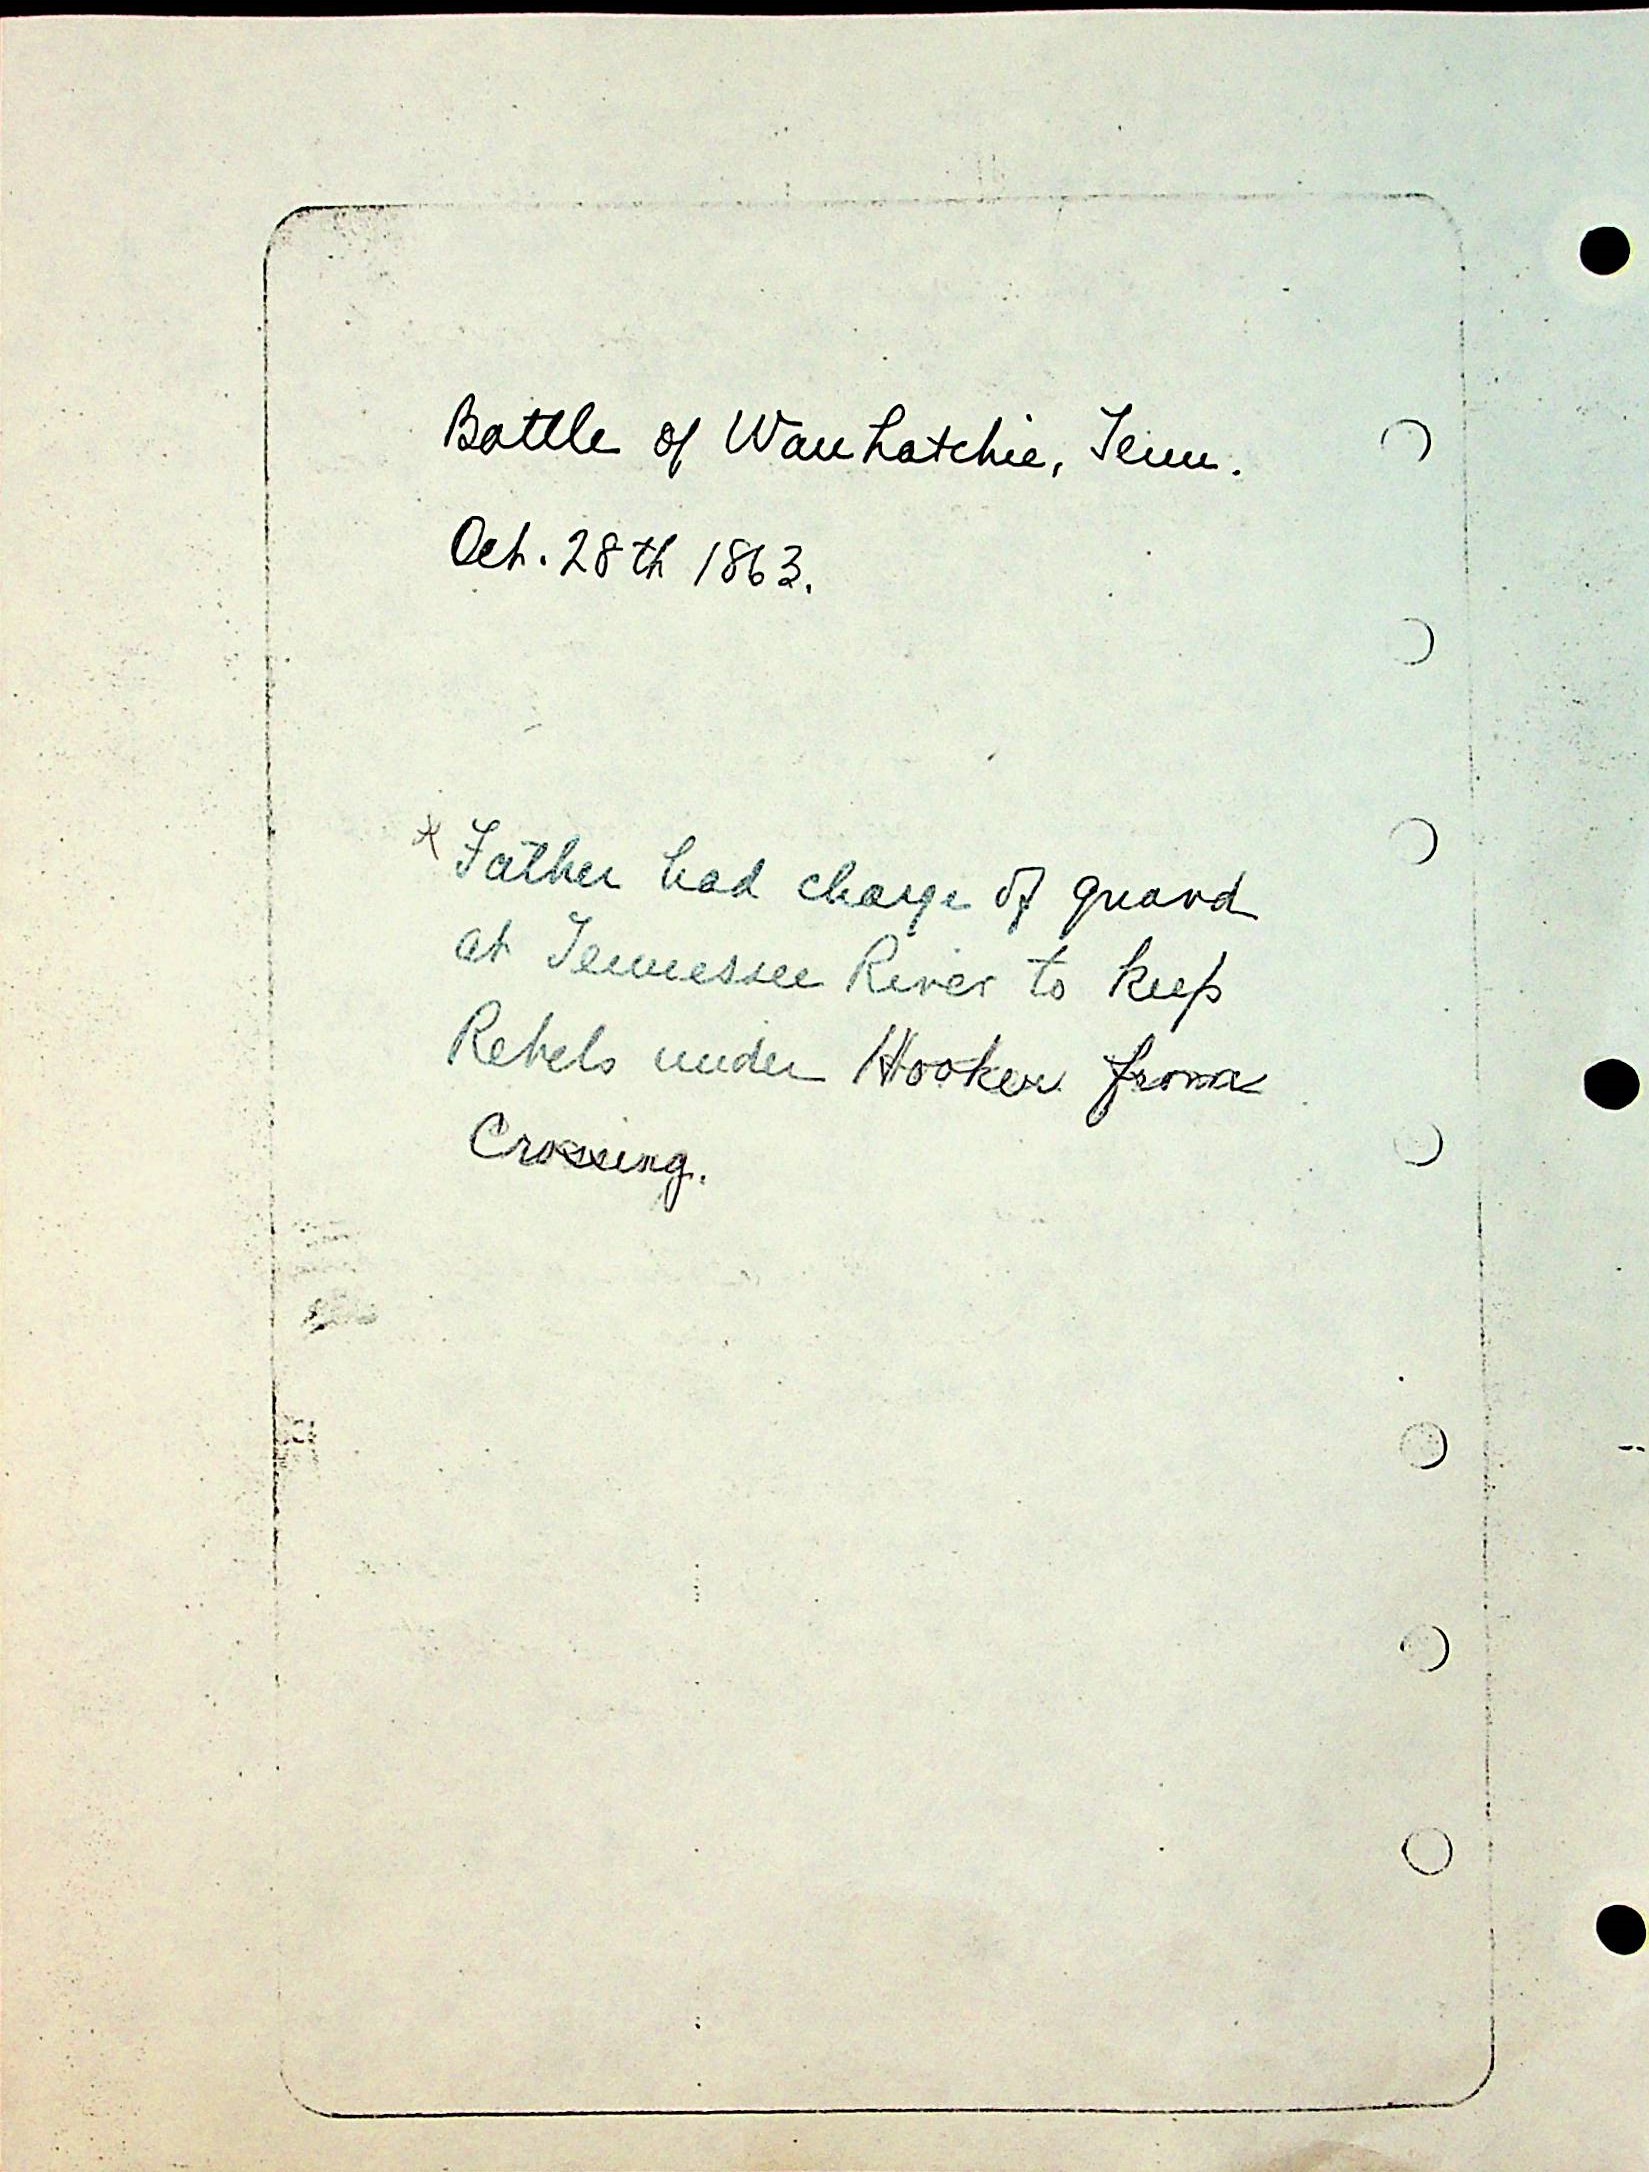 Battle of Wauhatchie, Tenn.
Oct. 28th 1863.
* Father had charge of guard
at Tennessee River to keep
Rebels under Hooker from
Crossing.